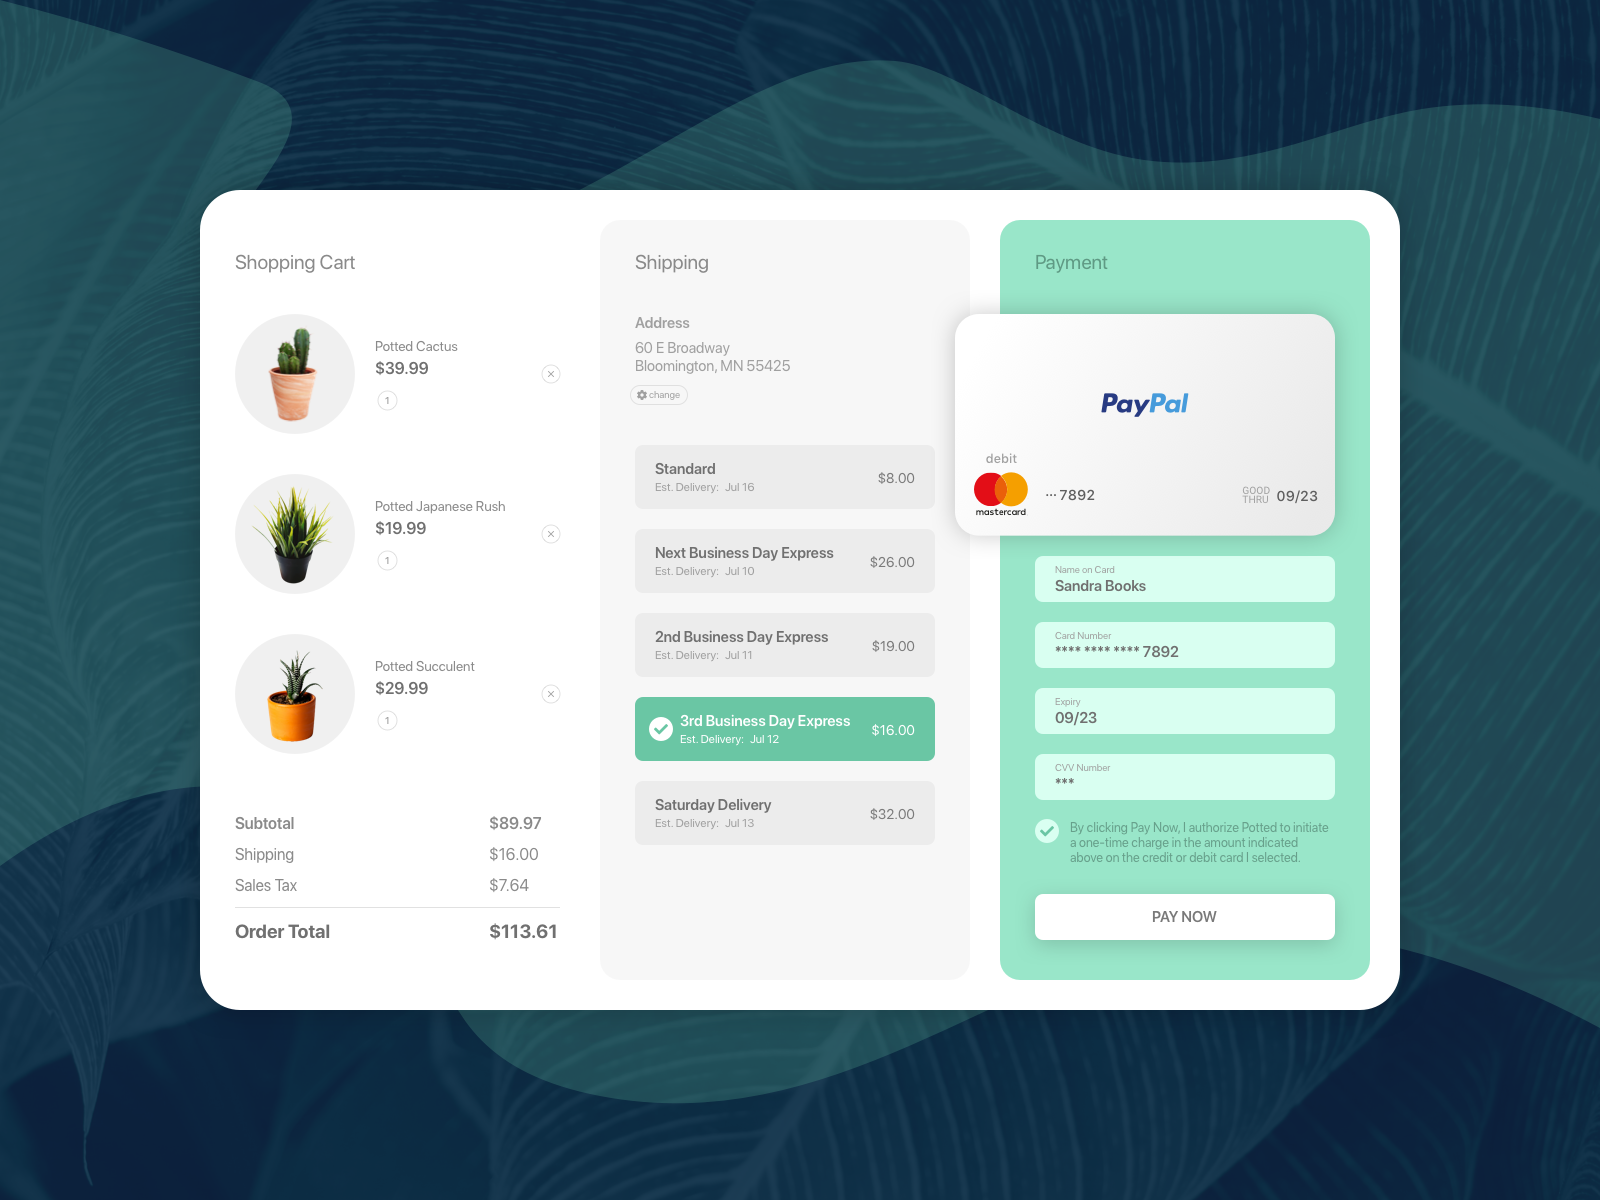 Shopping Cart
Potted Cactus
$39.99
1
Potted Japanese Rush
$19.99
1
Potted Succulent
$29.99
1
Subtotal $89.97
Shipping $16.00
Sales Tax $7.64
Order Total $113.61
Shipping
Address
60 E Broadway
Bloomington, MN 55425
change
Standard
Est. Delivery: Jul 16
$8.00
Next Business Day Express
Est. Delivery: Jul 10
$26.00
2nd Business Day Express
Est. Delivery: Jul 11
$19.00
3rd Business Day Express
Est. Delivery: Jul 12
$16.00
Saturday Delivery
Est. Delivery: Jul 13
$32.00
Payment
PayPal
debit
mastercard
··· 7892
GOOD
THRU
09/23
Name on Card
Sandra Books
Card Number
**** **** **** 7892
Expiry
09/23
CVV Number
***
By clicking Pay Now, I authorize Potted to initiate
a one-time charge in the amount indicated
above on the credit or debit card I selected.
PAY NOW